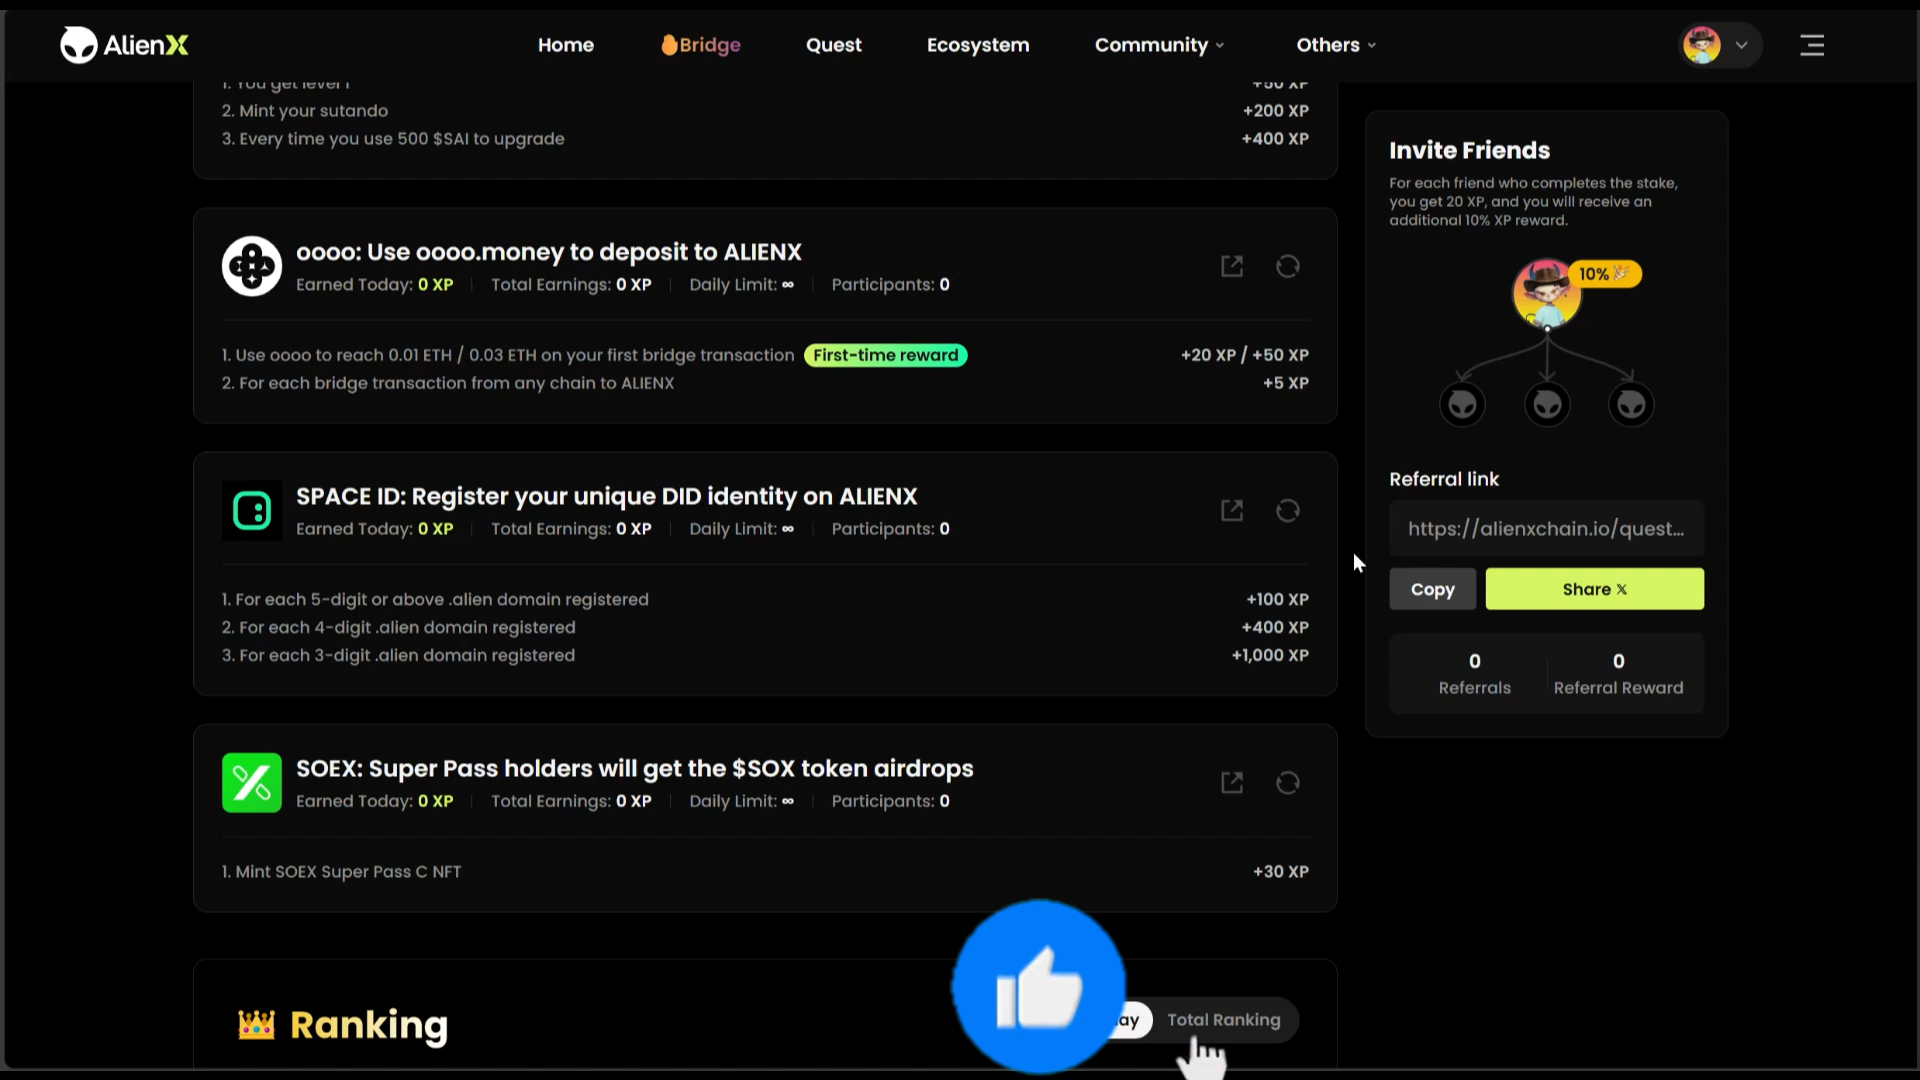 AlienX
Home
Bridge
Quest
Ecosystem
Community
Others
1. You get level 1
+50 XP
2. Mint your sutando
+200 XP
3. Every time you use 500 $SAI to upgrade
+400 XP
oooo: Use oooo.money to deposit to ALIENX
Earned Today: 0 XP
Total Earnings: 0 XP
Daily Limit: ∞
Participants: 0
1. Use oooo to reach 0.01 ETH / 0.03 ETH on your first bridge transaction
First-time reward
+20 XP / +50 XP
2. For each bridge transaction from any chain to ALIENX
+5 XP
SPACE ID: Register your unique DID identity on ALIENX
Earned Today: 0 XP
Total Earnings: 0 XP
Daily Limit: ∞
Participants: 0
1. For each 5-digit or above .alien domain registered
+100 XP
2. For each 4-digit .alien domain registered
+400 XP
3. For each 3-digit .alien domain registered
+1,000 XP
SOEX: Super Pass holders will get the $SOX token airdrops
Earned Today: 0 XP
Total Earnings: 0 XP
Daily Limit: ∞
Participants: 0
1. Mint SOEX Super Pass C NFT
+30 XP
Ranking
ay
Total Ranking
Invite Friends
For each friend who completes the stake,
you get 20 XP, and you will receive an
additional 10% XP reward.
10%
Referral link
https://alienxchain.io/quest...
Copy
Share X
0
Referrals
0
Referral Reward